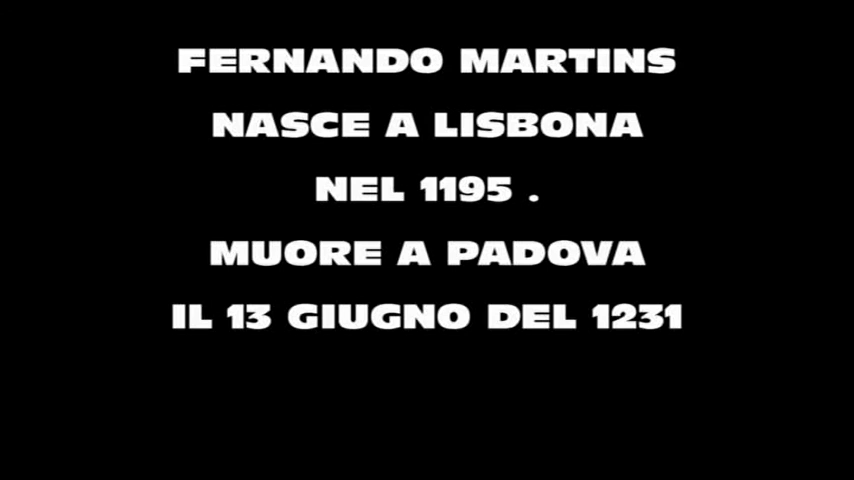 FERNANDO MARTINS
NASCE A LISBONA
NEL 1195 .
MUORE A PADOVA
IL 13 GIUGNO DEL 1231